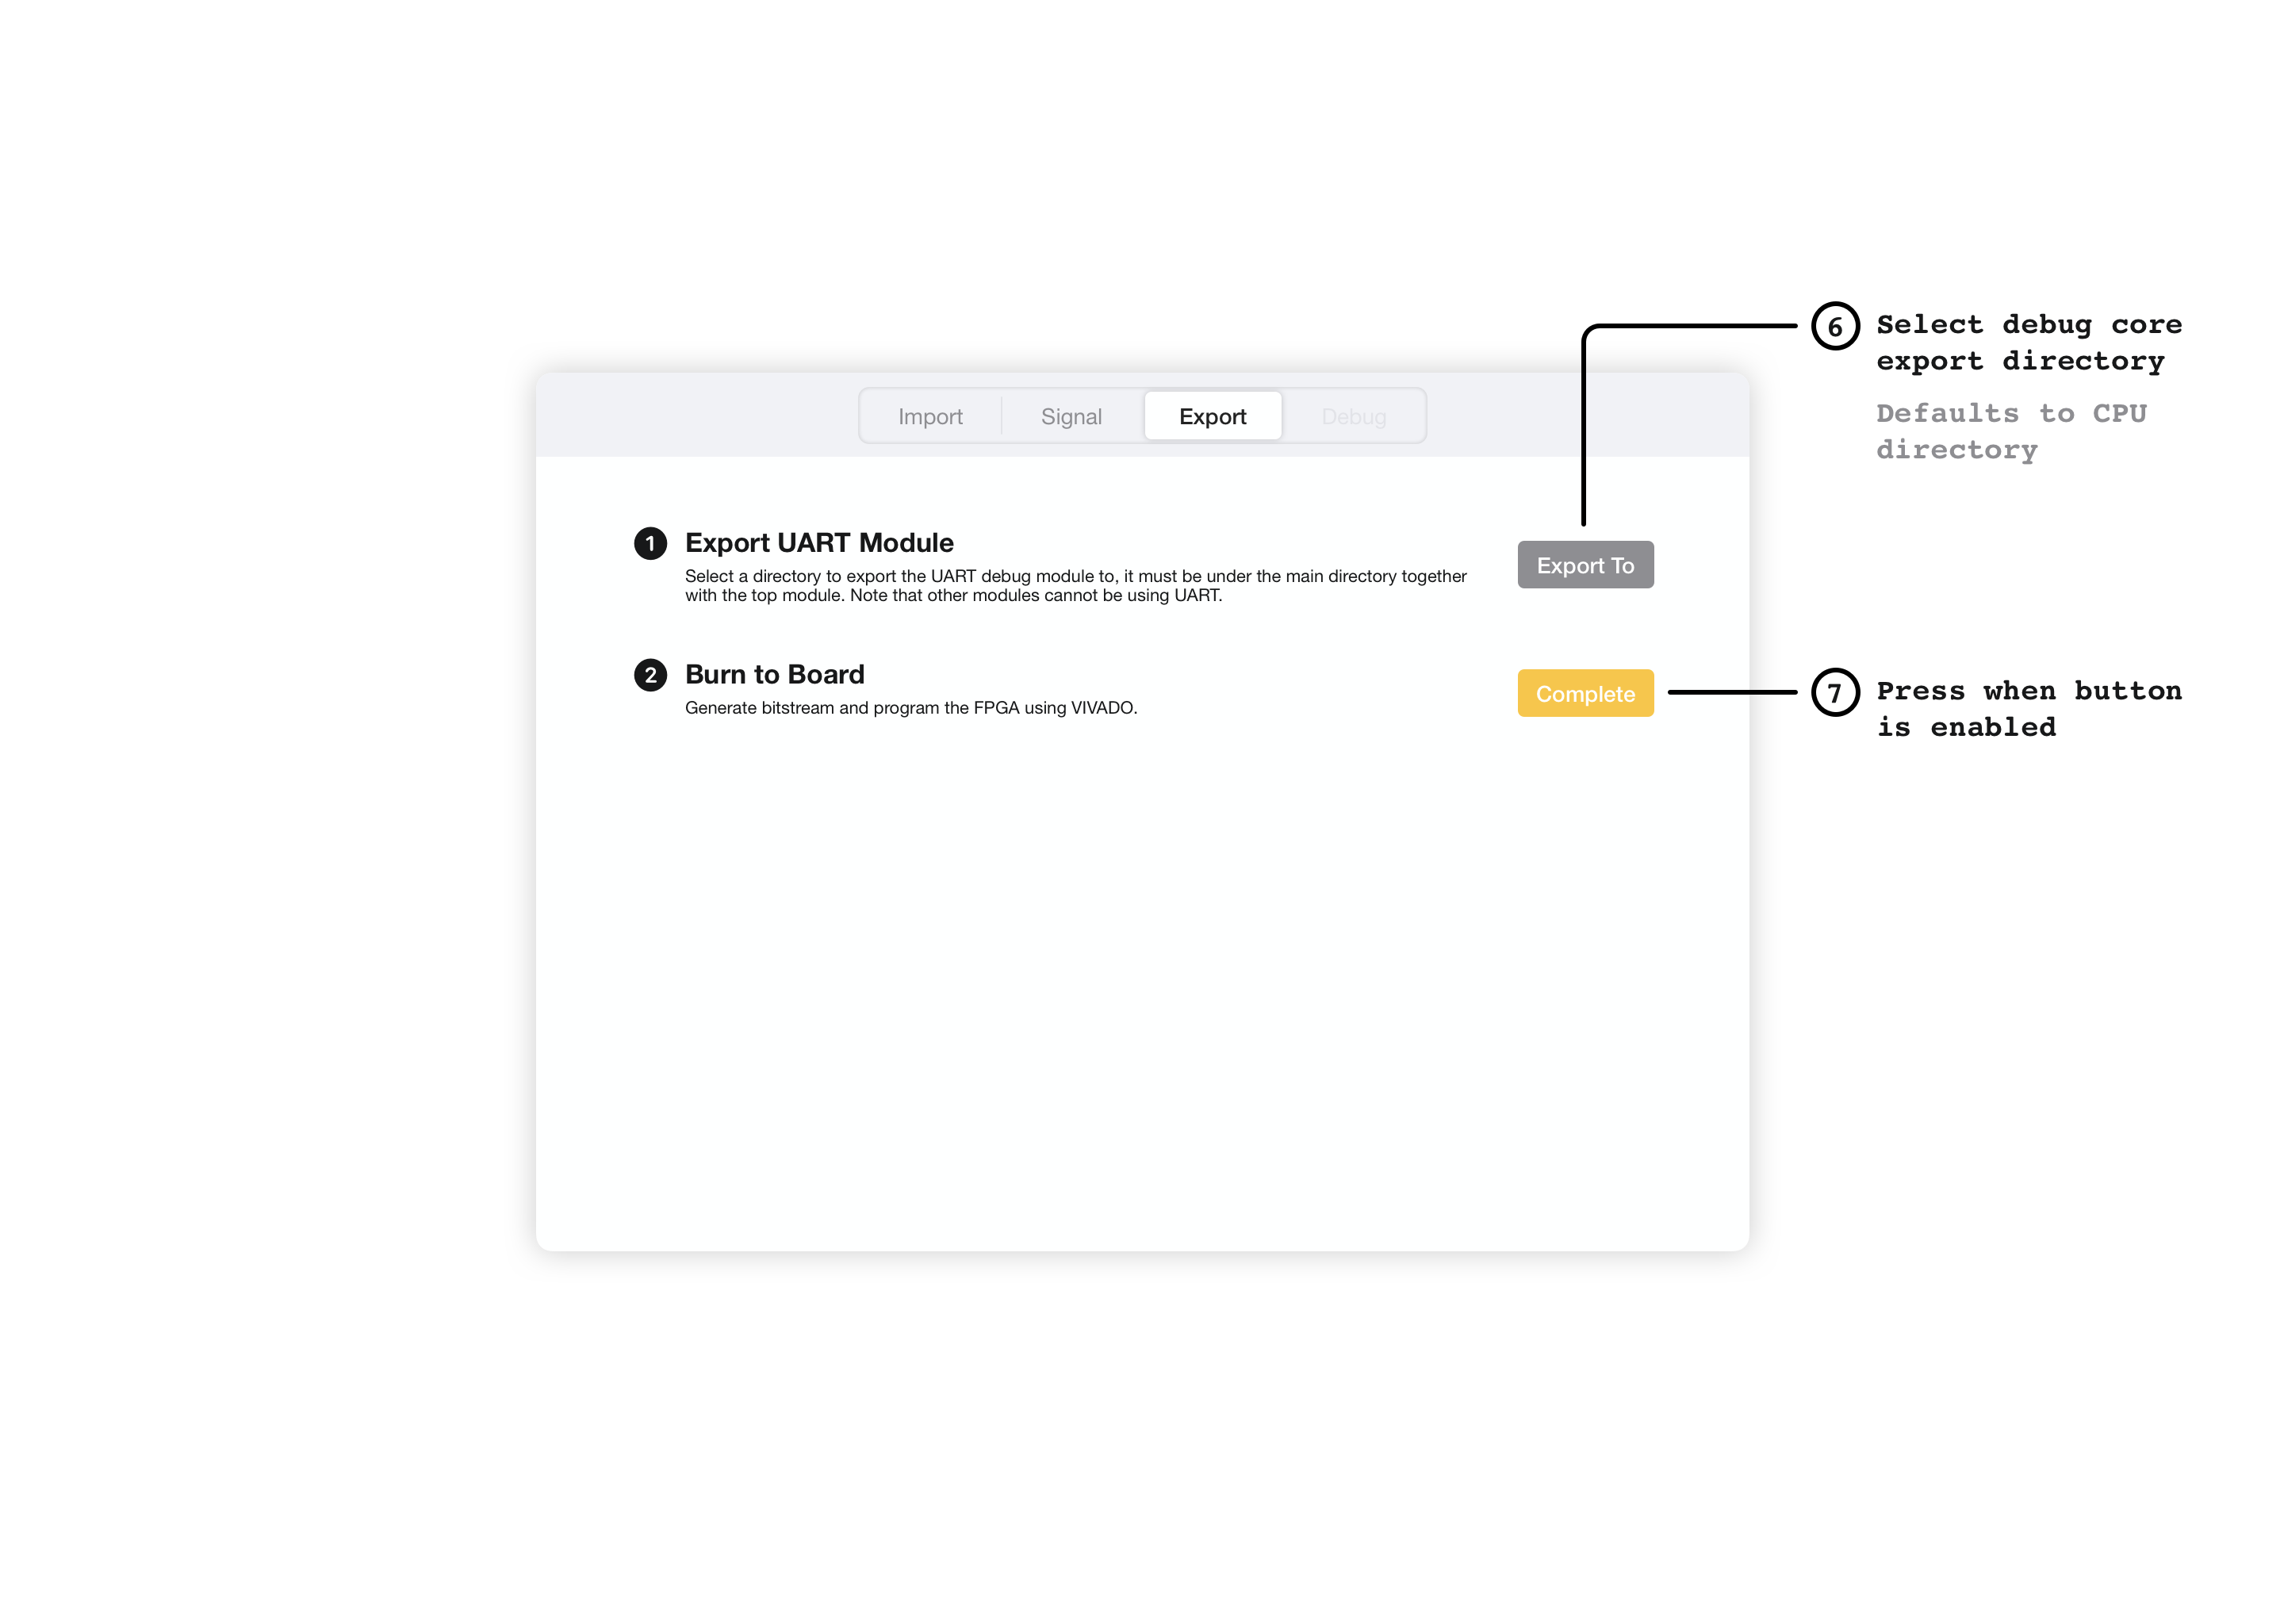 6 Select debug core
export directory
Defaults to CPU
directory
Import Signal Export Debug
1 Export UART Module
Select a directory to export the UART debug module to, it must be under the main directory together
with the top module. Note that other modules cannot be using UART.
Export To
2 Burn to Board
Generate bitstream and program the FPGA using VIVADO.
Complete
7 Press when button
is enabled